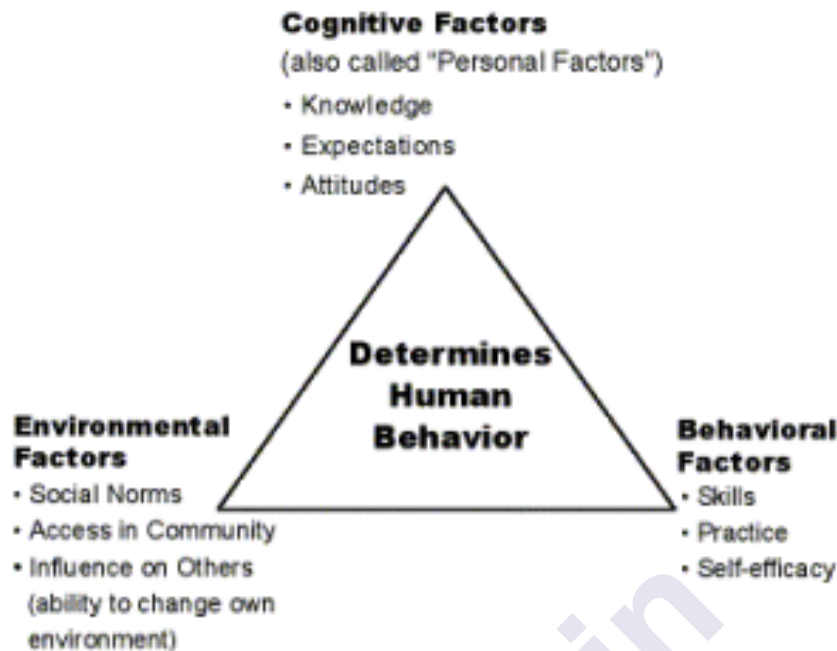 Cognitive Factors
(also called "Personal Factors")
• Knowledge
• Expectations
• Attitudes
Determines
Human
Behavior
Environmental
Factors
• Social Norms
• Access in Community
• Influence on Others
(ability to change own
environment)
Behavioral
Factors
• Skills
• Practice
• Self-efficacy
in